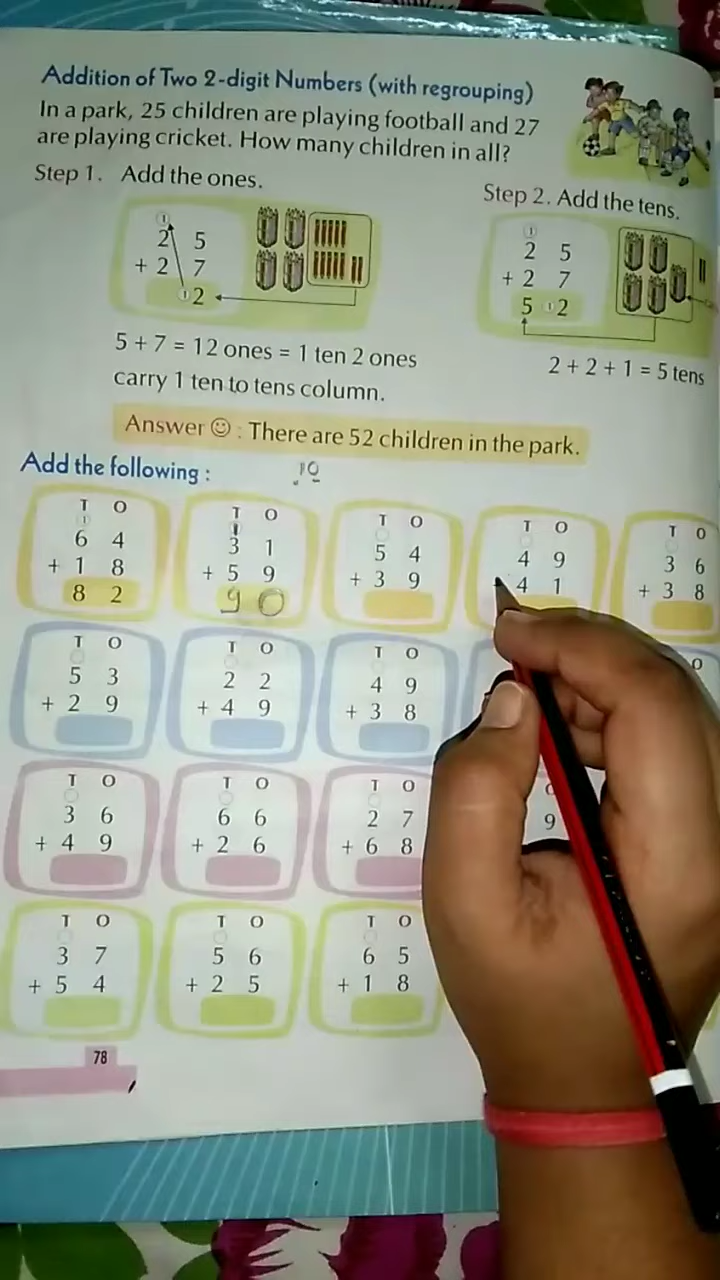 Addition of Two 2-digit Numbers (with regrouping)
In a park, 25 children are playing football and 27
are playing cricket. How many children in all?
Step 1. Add the ones.
Step 2. Add the tens.
1
2 5
+ 2 7
1 2
1
2 5
+ 2 7
5 1 2
5 + 7 = 12 ones = 1 ten 2 ones
carry 1 ten to tens column.
2 + 2 + 1 = 5 tens
Answer ☺ : There are 52 children in the park.
Add the following :
10
T O
1
6 4
+ 1 8
8 2
T O
1
3 1
+ 5 9
9 0
T O
5 4
+ 3 9
T O
4 9
4 1
T O
3 6
+ 3 8
T O
5 3
+ 2 9
T O
2 2
+ 4 9
T O
4 9
+ 3 8
O
T O
3 6
+ 4 9
T O
6 6
+ 2 6
T O
2 7
+ 6 8
9
T O
3 7
+ 5 4
T O
5 6
+ 2 5
T O
6 5
+ 1 8
78